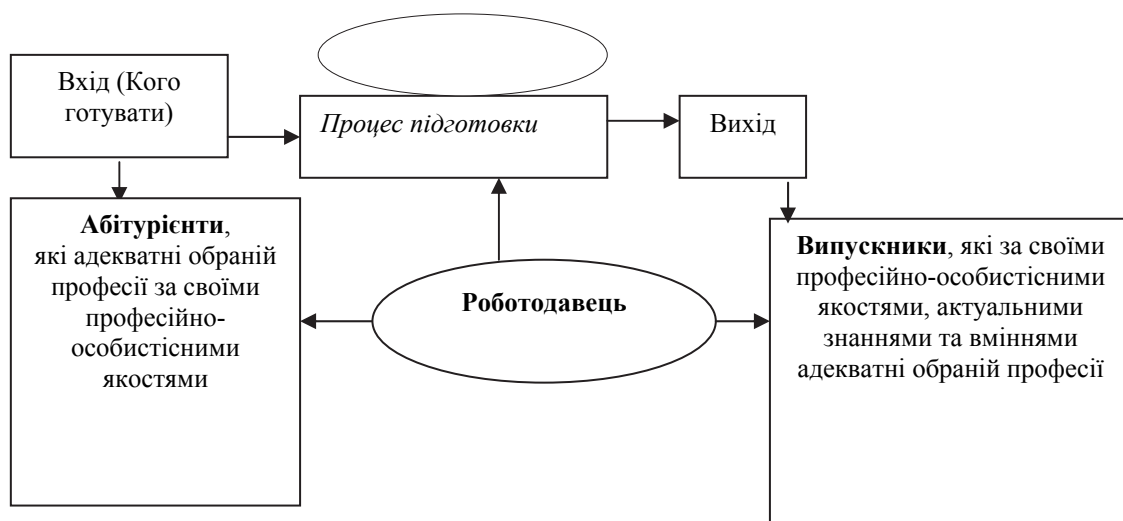 Вхід (Кого
готувати)
Процес підготовки
Вихід
Абітурієнти,
які адекватні обраній
професії за своїми
професійно-
особистісними
якостями
Роботодавець
Випускники, які за своїми
професійно-особистісними
якостями, актуальними
знаннями та вміннями
адекватні обраній професії